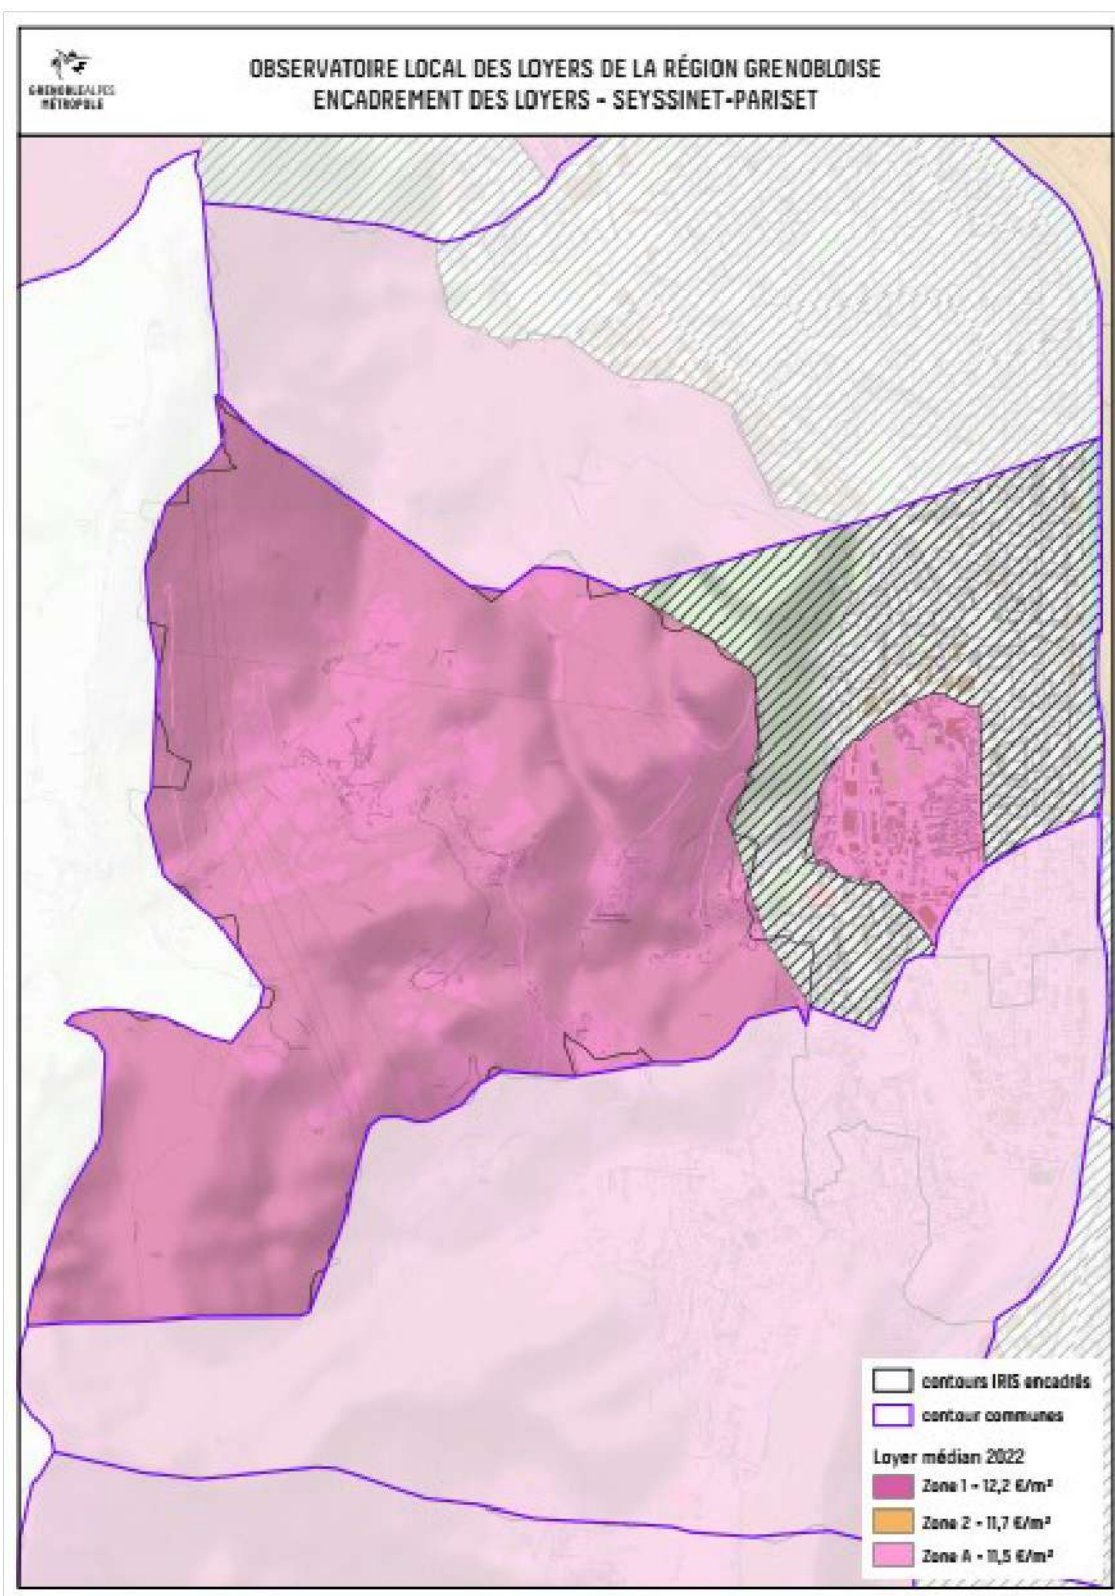 OBSERVATOIRE LOCAL DES LOYERS DE LA RÉGION GRENOBLOISE
ENCADREMENT DES LOYERS - SEYSSINET-PARISET
GRENOBLEALPES
MÉTROPOLE
contours IRIS encadrés
contour communes
Loyer médian 2022
Zone 1 - 12,2 €/m²
Zone 2 - 11,7 €/m²
Zone A - 11,5 €/m²